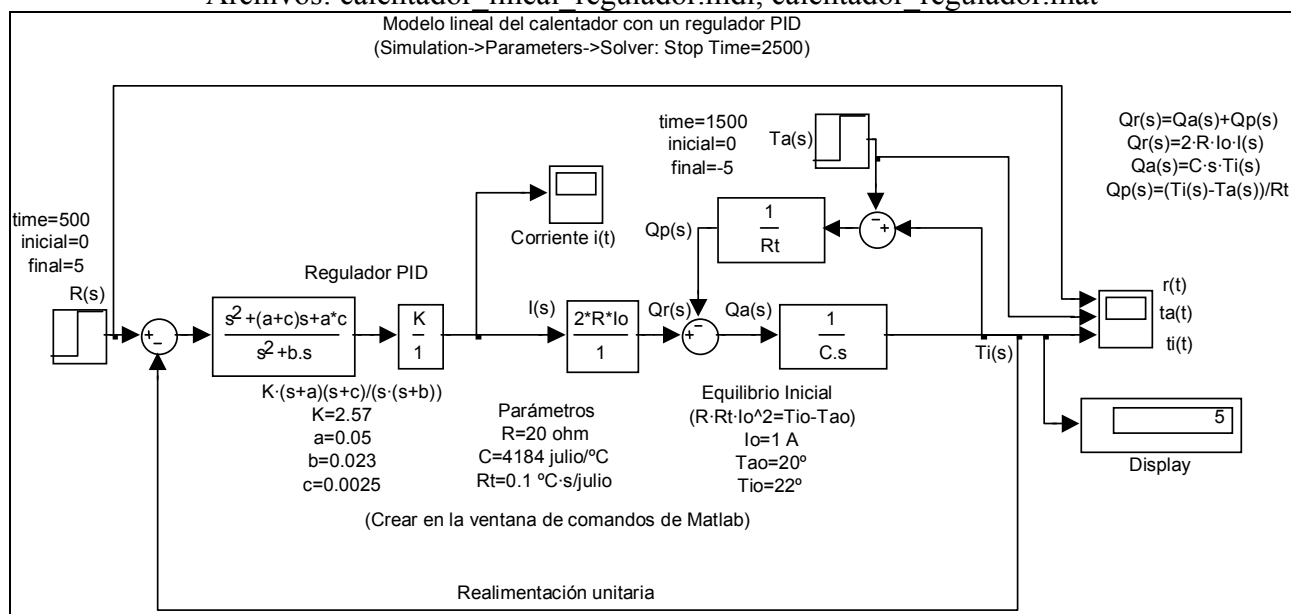 Archivos: calentador_lineal_regulador.mdl, calentador_regulador.mat
Modelo lineal del calentador con un regulador PID
(Simulation->Parameters->Solver: Stop Time=2500)
time=1500
inicial=0
final=-5
Ta(s)
Qr(s)=Qa(s)+Qp(s)
Qr(s)=2·R·Io·I(s)
Qa(s)=C·s·Ti(s)
Qp(s)=(Ti(s)-Ta(s))/Rt
time=500
inicial=0
final=5
R(s)
Corriente i(t)
Qp(s)
1
Rt
Regulador PID
s^2+(a+c)s+a*c
s^2+b.s
K
1
I(s)
2*R*Io
1
Qr(s)
Qa(s)
1
C.s
Ti(s)
r(t)
ta(t)
ti(t)
K·(s+a)(s+c)/(s·(s+b))
K=2.57
a=0.05
b=0.023
c=0.0025
Parámetros
R=20 ohm
C=4184 julio/ºC
Rt=0.1 ºC·s/julio
Equilibrio Inicial
(R·Rt·Io^2=Tio-Tao)
Io=1 A
Tao=20º
Tio=22º
5
Display
(Crear en la ventana de comandos de Matlab)
Realimentación unitaria